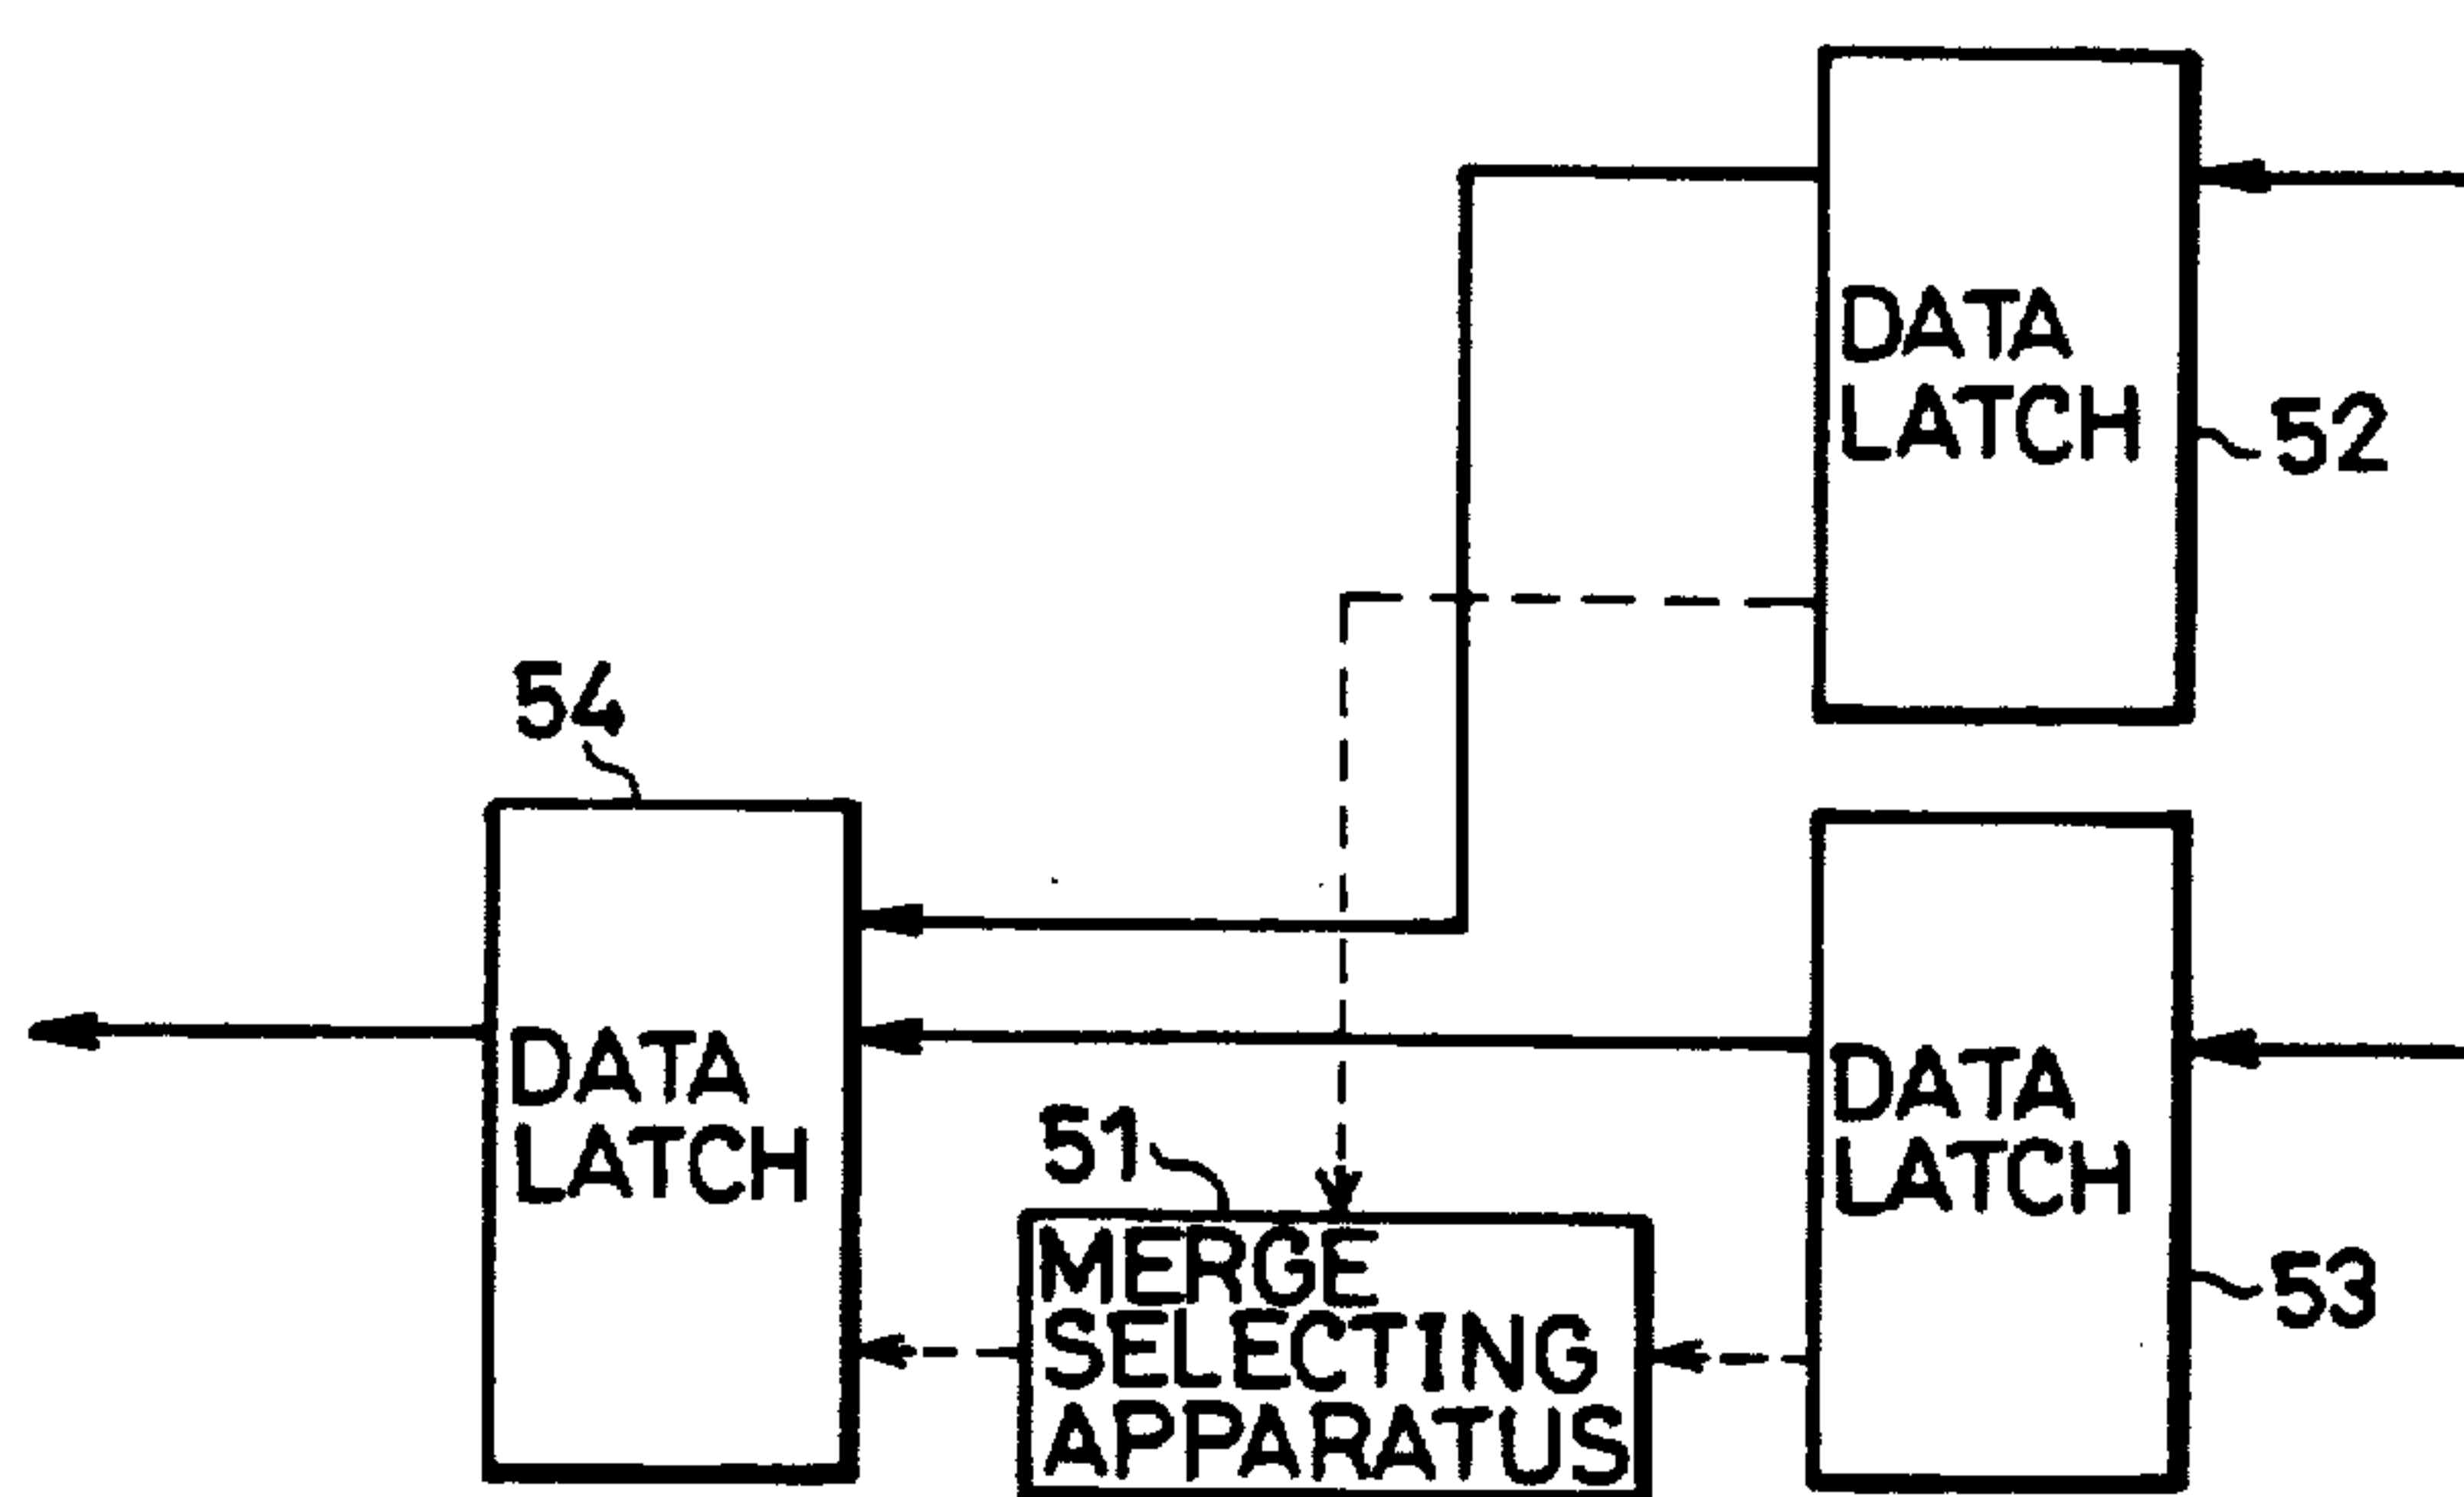 DATA
LATCH
52
54
DATA
LATCH
51
MERGE
SELECTING
APPARATUS
DATA
LATCH
53